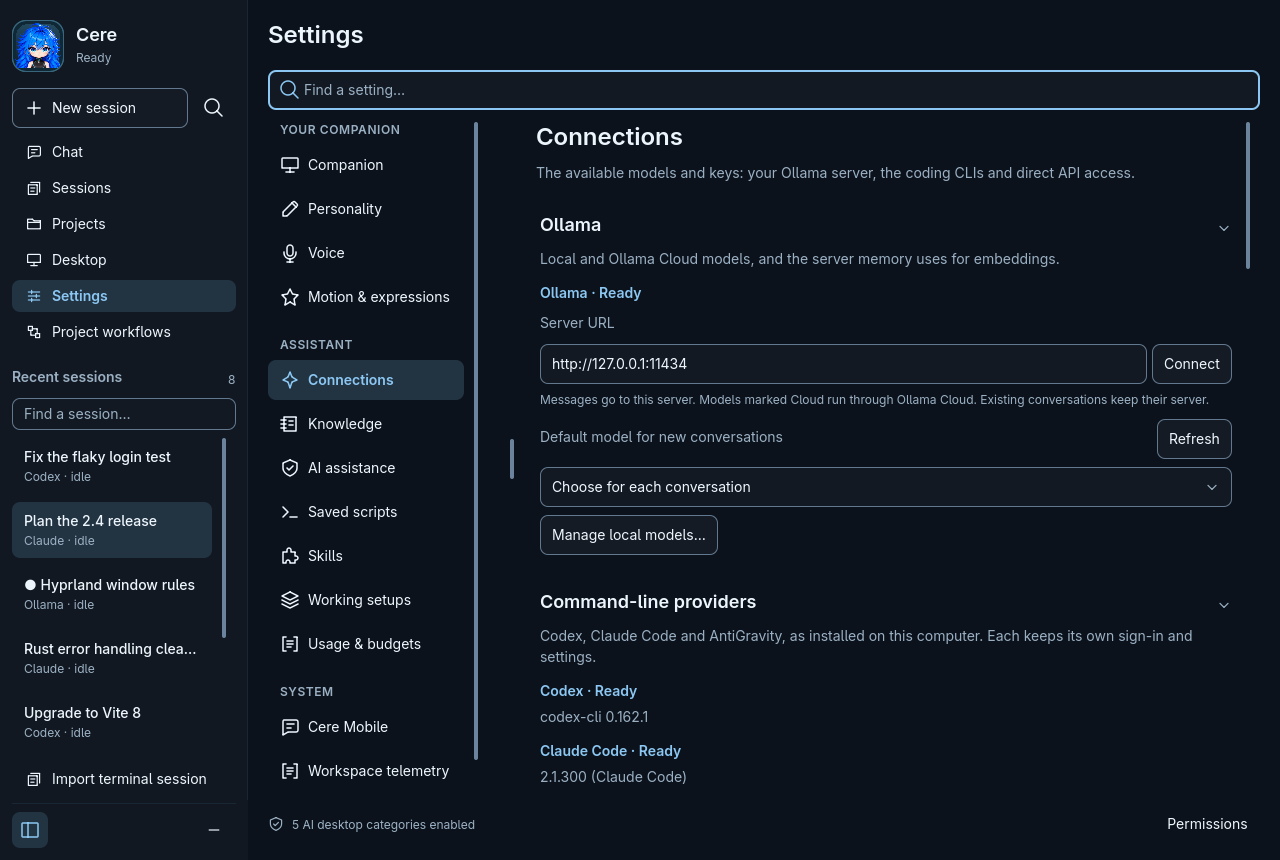 Cere
Ready
New session
Chat
Sessions
Projects
Desktop
Settings
Project workflows
Recent sessions
8
Find a session...
Fix the flaky login test
Codex · idle
Plan the 2.4 release
Claude · idle
● Hyprland window rules
Ollama · idle
Rust error handling clea...
Claude · idle
Upgrade to Vite 8
Codex · idle
Import terminal session
Settings
Find a setting...
YOUR COMPANION
Companion
Personality
Voice
Motion & expressions
ASSISTANT
Connections
Knowledge
AI assistance
Saved scripts
Skills
Working setups
Usage & budgets
SYSTEM
Cere Mobile
Workspace telemetry
Connections
The available models and keys: your Ollama server, the coding CLIs and direct API access.
Ollama
Local and Ollama Cloud models, and the server memory uses for embeddings.
Ollama · Ready
Server URL
http://127.0.0.1:11434
Connect
Messages go to this server. Models marked Cloud run through Ollama Cloud. Existing conversations keep their server.
Default model for new conversations
Refresh
Choose for each conversation
Manage local models...
Command-line providers
Codex, Claude Code and AntiGravity, as installed on this computer. Each keeps its own sign-in and
settings.
Codex · Ready
codex-cli 0.162.1
Claude Code · Ready
2.1.300 (Claude Code)
5 AI desktop categories enabled
Permissions